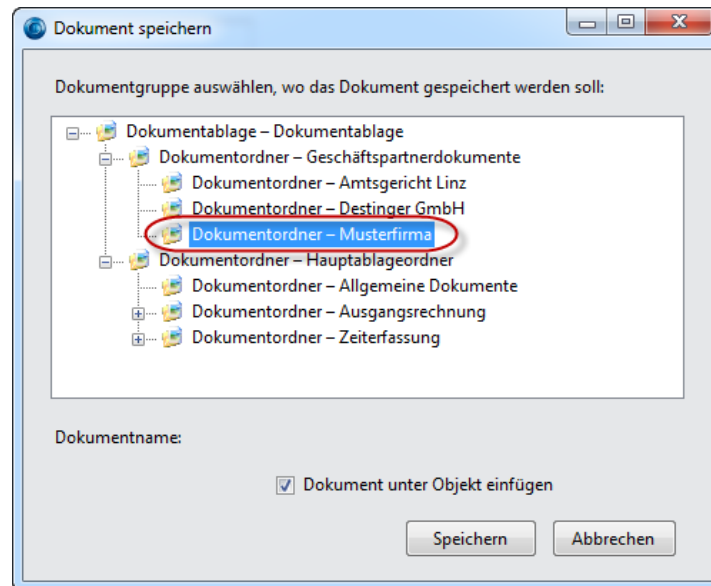 Dokument speichern
Dokumentgruppe auswählen, wo das Dokument gespeichert werden soll:
Dokumentablage – Dokumentablage
Dokumentordner – Geschäftspartnerdokumente
Dokumentordner – Amtsgericht Linz
Dokumentordner – Destinger GmbH
Dokumentordner – Musterfirma
Dokumentordner – Hauptablageordner
Dokumentordner – Allgemeine Dokumente
Dokumentordner – Ausgangsrechnung
Dokumentordner – Zeiterfassung
Dokumentname:
Dokument unter Objekt einfügen
Speichern Abbrechen